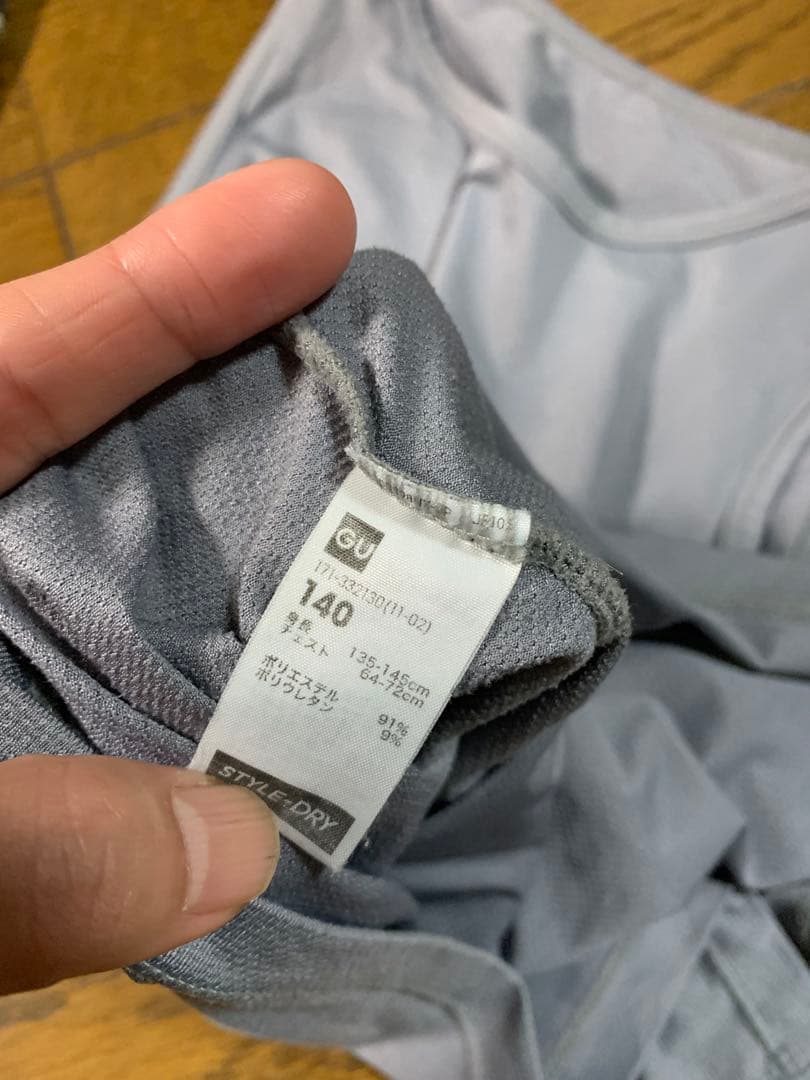 GU
171-332130(11-02)
140
身長 135-145cm
チェスト 64-72cm
ポリエステル 91%
ポリウレタン 9%
STYLE DRY